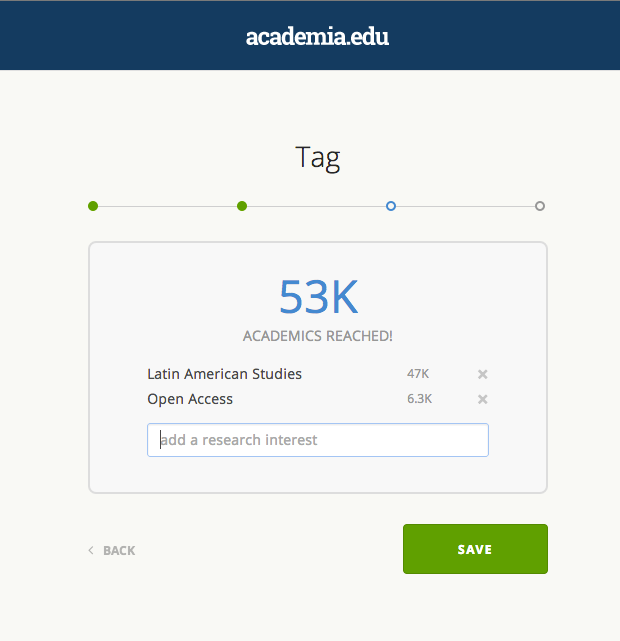 academia.edu
Tag
53K
ACADEMICS REACHED!
Latin American Studies 47K ×
Open Access 6.3K ×
add a research interest
< BACK
SAVE